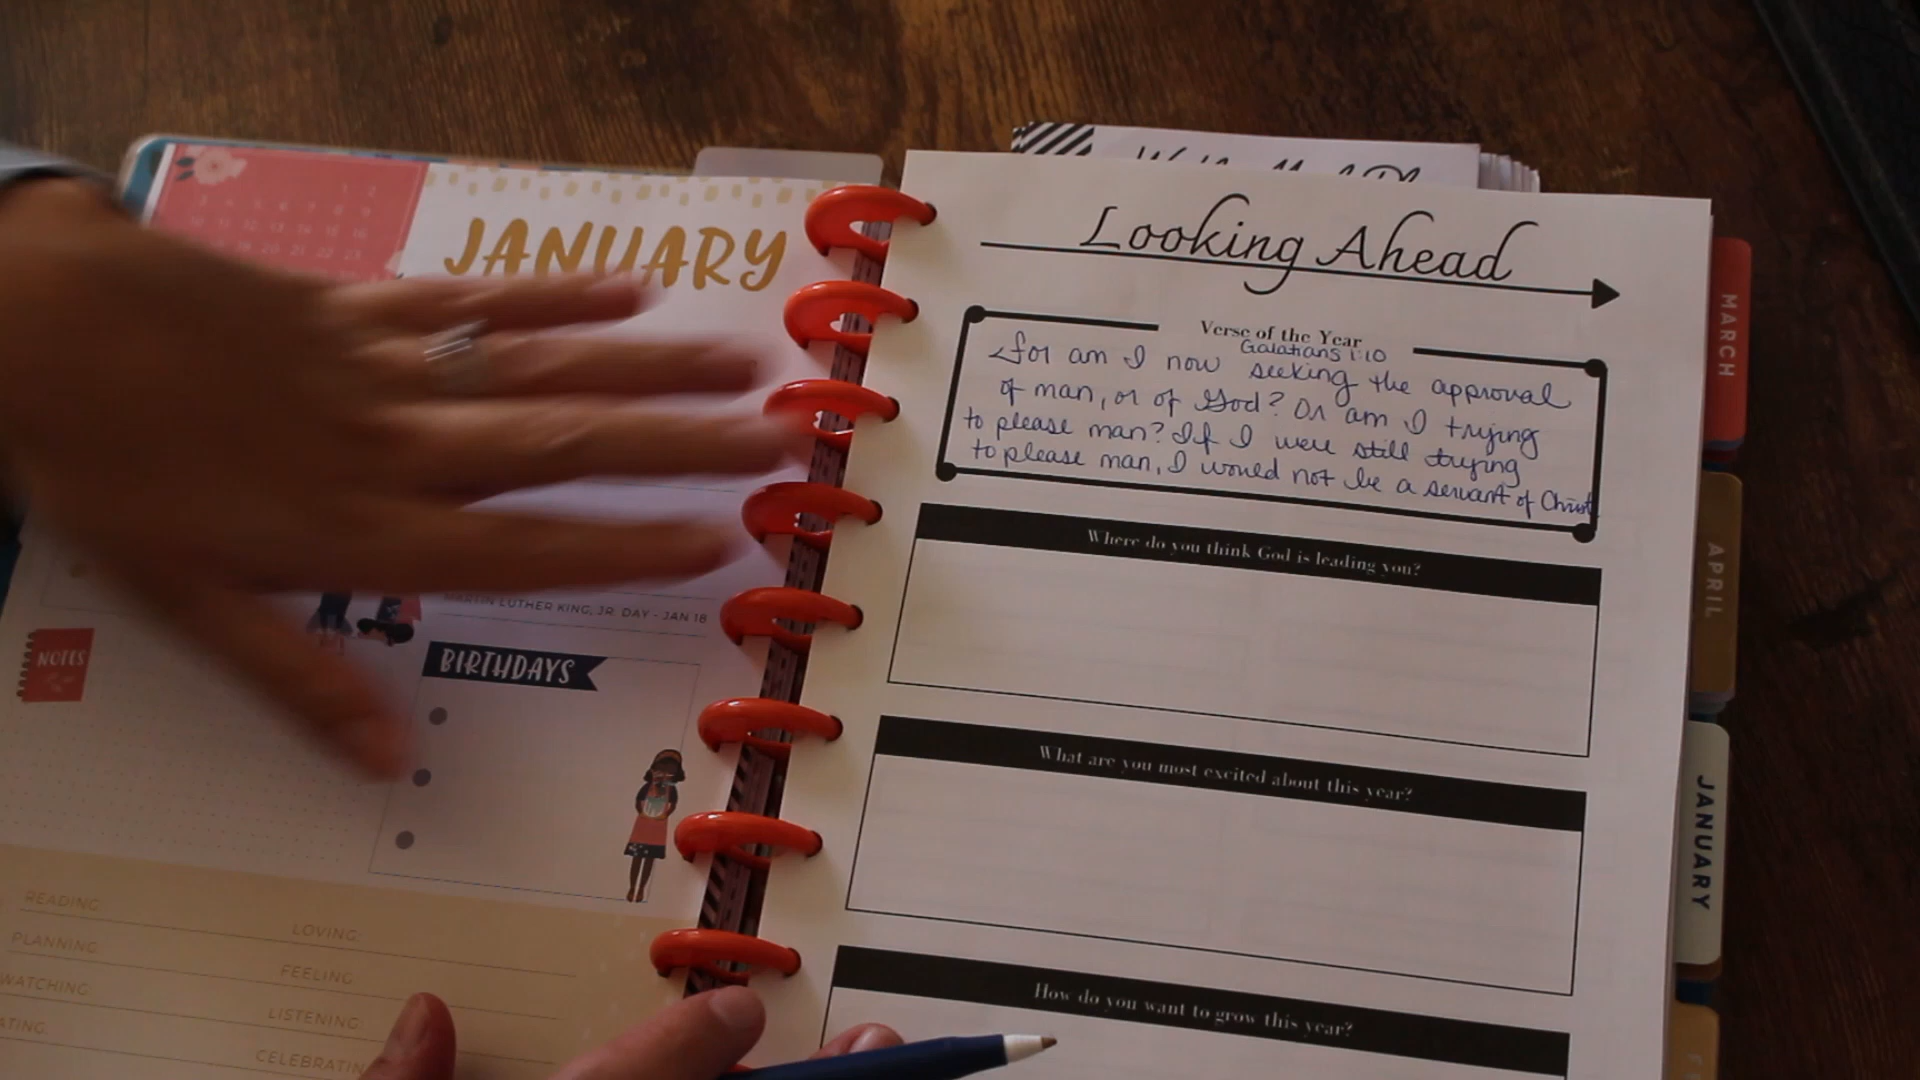 JANUARY
MARTIN LUTHER KING, JR. DAY - JAN 18
NOTES
BIRTHDAYS
READING
LOVING
PLANNING
FEELING
WATCHING
LISTENING
Looking Ahead
Verse of the Year
Galatians 1:10
for am I now seeking the approval
of man, or of God? Or am I trying
to please man? If I were still trying
to please man, I would not be a servant of Christ.
Where do you think God is leading you?
What are you most excited about this year?
How do you want to grow this year?
MARCH
APRIL
JANUARY